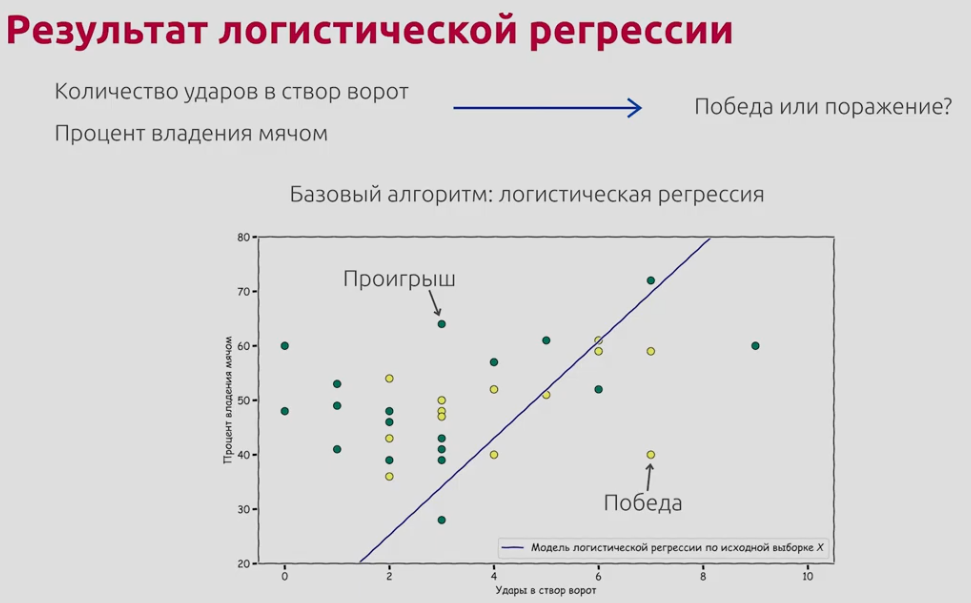 Результат логистической регрессии
Количество ударов в створ ворот
Процент владения мячом
Победа или поражение?
Базовый алгоритм: логистическая регрессия
80
70
60
50
40
30
20
Процент владения мячом
Проигрыш
Победа
Модель логистической регрессии по исходной выборке X
0 2 4 6 8 10
Удары в створ ворот